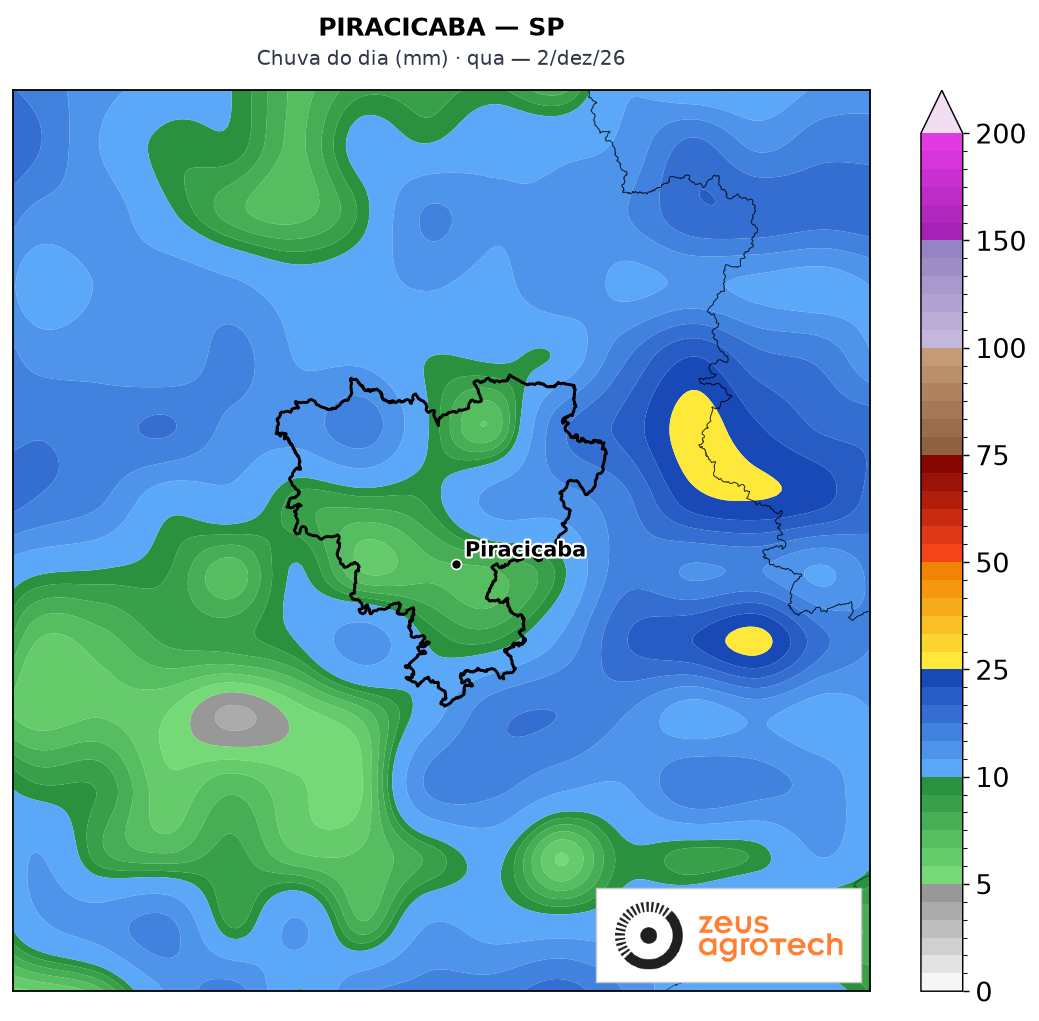 PIRACICABA — SP
Chuva do dia (mm) · qua — 2/dez/26
200
150
100
75
50
25
10
5
0
Piracicaba
zeus
agrotech